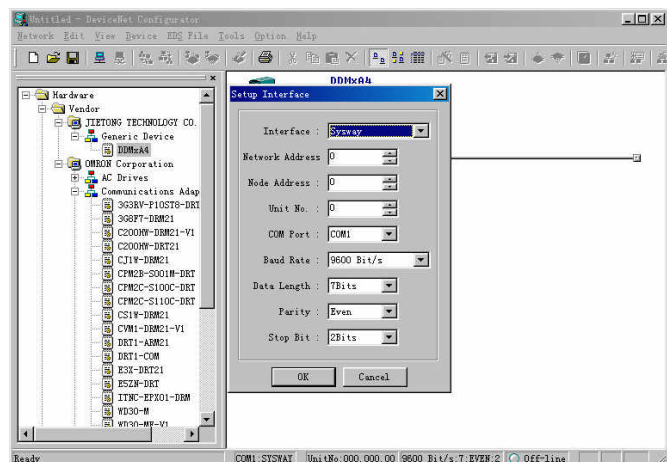 Untitled - DeviceNet Configurator
Network Edit View Device EDS File Tools Option Help
Hardware
Vendor
JIETONG TECHNOLOGY CO.
Generic Device
DDMxA4
OMRON Corporation
AC Drives
Communications Adap
3G3RV-P10ST8-DRT
3G8F7-DRM21
C200HW-DRM21-V1
C200HW-DRT21
CJ1W-DRM21
CPM2B-S001M-DRT
CPM2C-S100C-DRT
CPM2C-S110C-DRT
CS1W-DRM21
CVM1-DRM21-V1
DRT1-ARM21
DRT1-COM
E3X-DRT21
E5ZN-DRT
ITNC-EPX01-DRM
WD30-M
WD30-ME-V1
DDMxA4
Setup Interface
Interface : Sysway
Network Address 0
Node Address : 0
Unit No. : 0
COM Port : COM1
Baud Rate : 9600 Bit/s
Data Length : 7Bits
Parity : Even
Stop Bit : 2Bits
OK Cancel
Ready COM1:SYSWAY UnitNo:000.000.00 9600 Bit/s:7:EVEN:2 Off-line